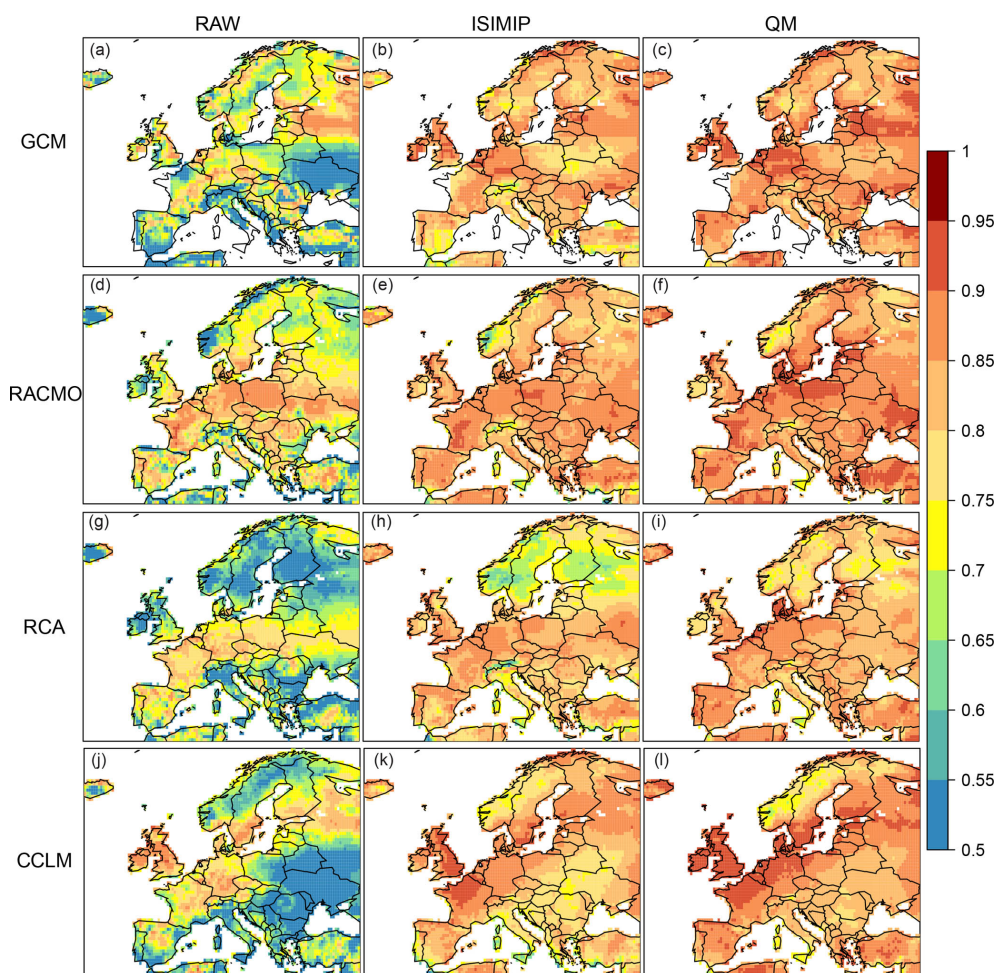 RAW ISIMIP QM
(a) (b) (c)
GCM
(d) (e) (f)
RACMO
(g) (h) (i)
RCA
(j) (k) (l)
CCLM
1
0.95
0.9
0.85
0.8
0.75
0.7
0.65
0.6
0.55
0.5